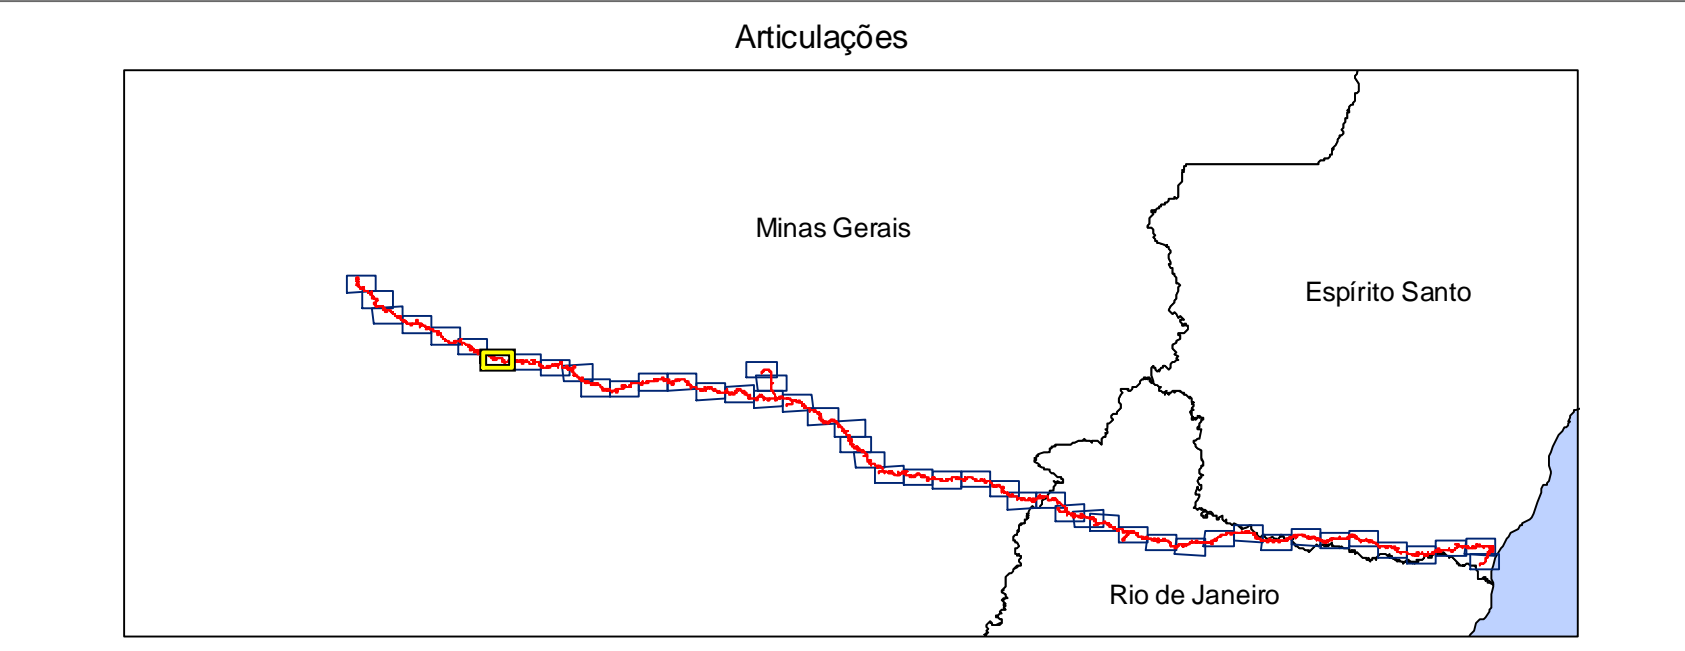 Articulações
Minas Gerais
Espírito Santo
Rio de Janeiro